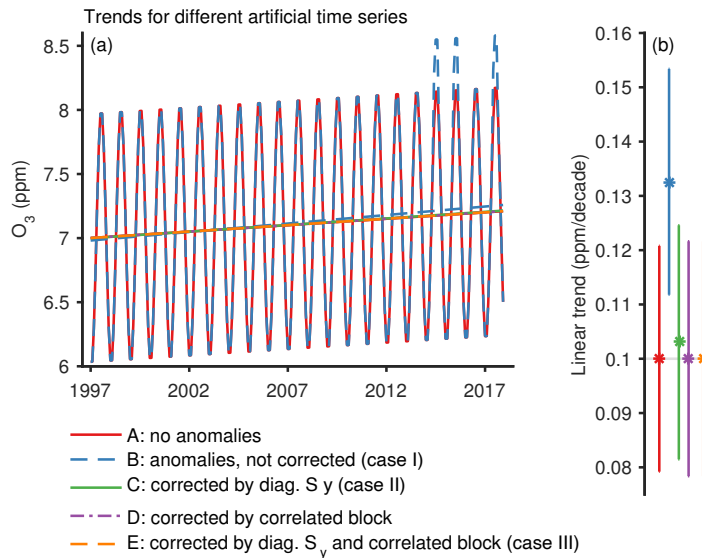 Trends for different artificial time series
(a)
O3 (ppm)
8.5
8
7.5
7
6.5
6
1997
2002
2007
2012
2017
(b)
Linear trend (ppm/decade)
0.16
0.15
0.14
0.13
0.12
0.11
0.1
0.09
0.08
A: no anomalies
B: anomalies, not corrected (case I)
C: corrected by diag. S y (case II)
D: corrected by correlated block
E: corrected by diag. Sy and correlated block (case III)